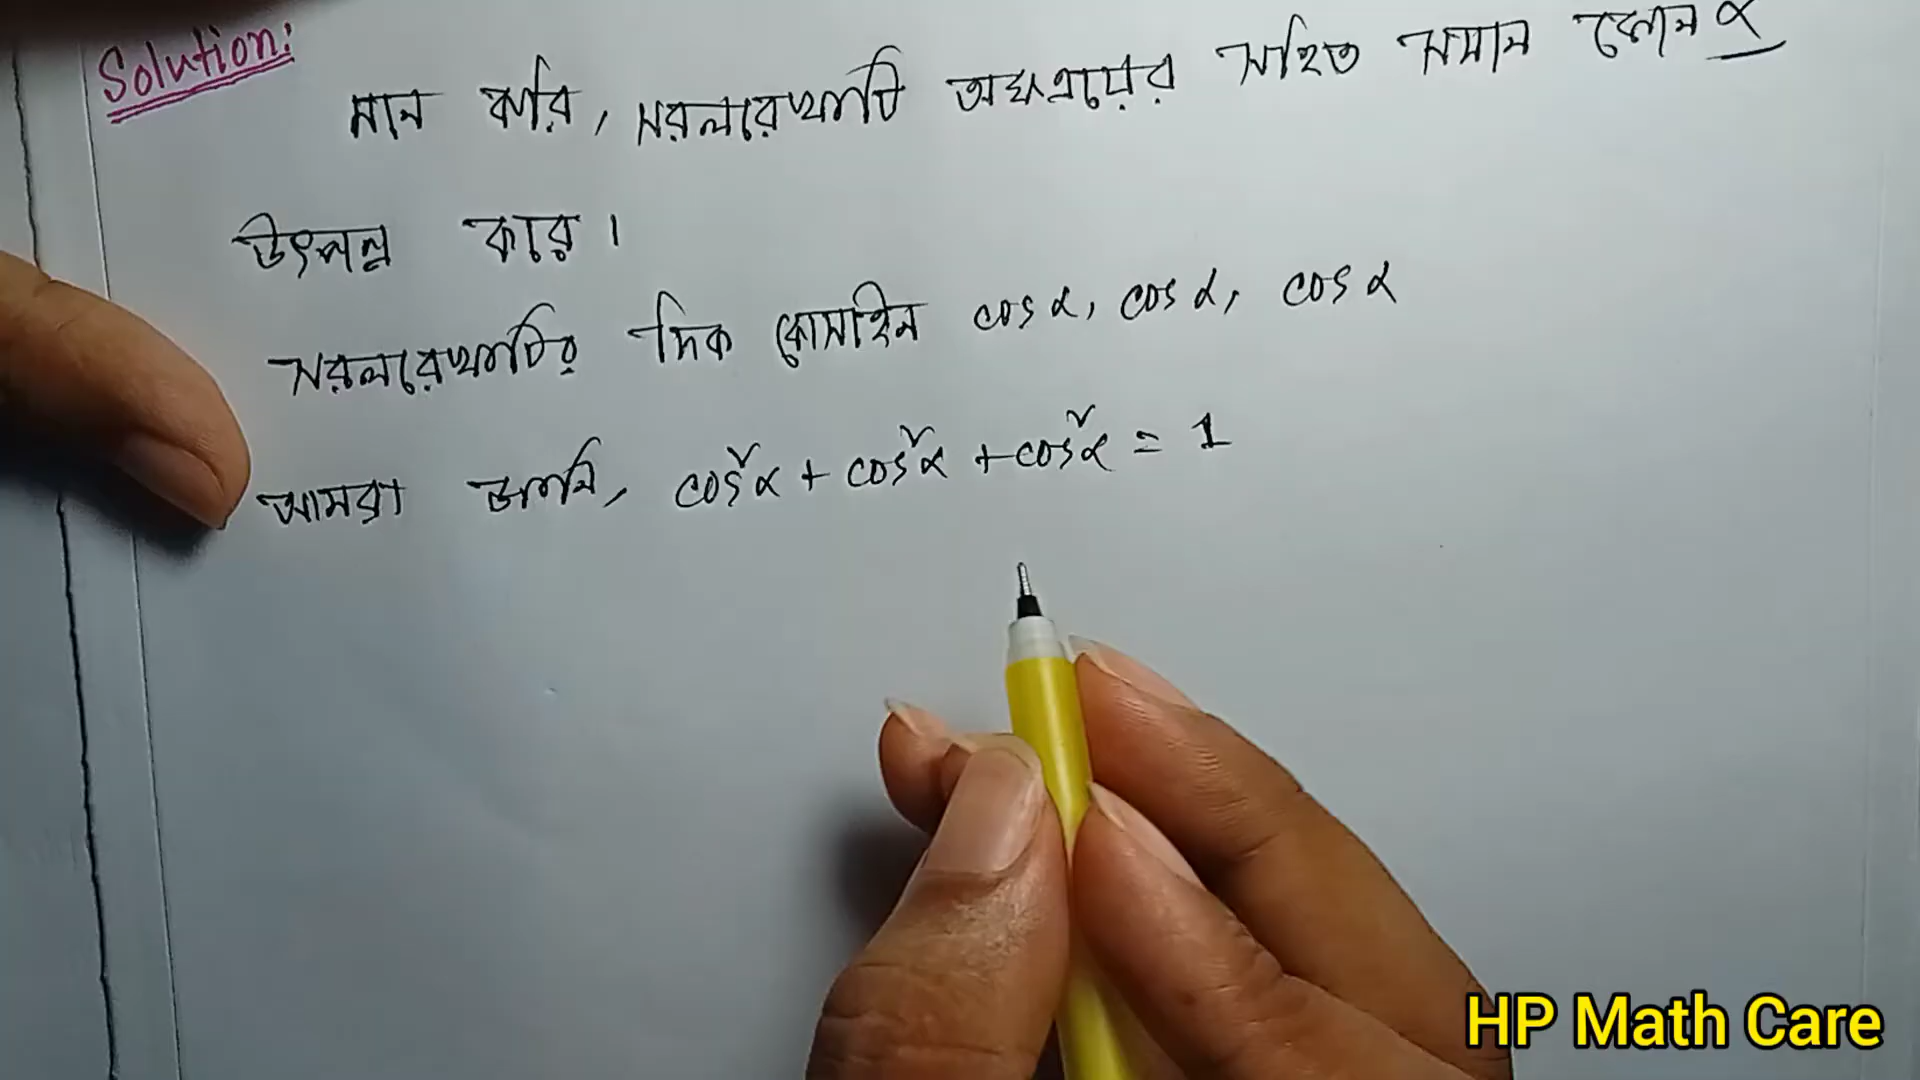 Solution:
মনে করি, সরলরেখাটি অক্ষত্রয়ের সহিত সমান কোন α
উৎপন্ন করে।
সরলরেখাটির দিক কোসাইন cos α, cos α, cos α
আমরা জানি, cos²α + cos²α + cos²α = 1
HP Math Care